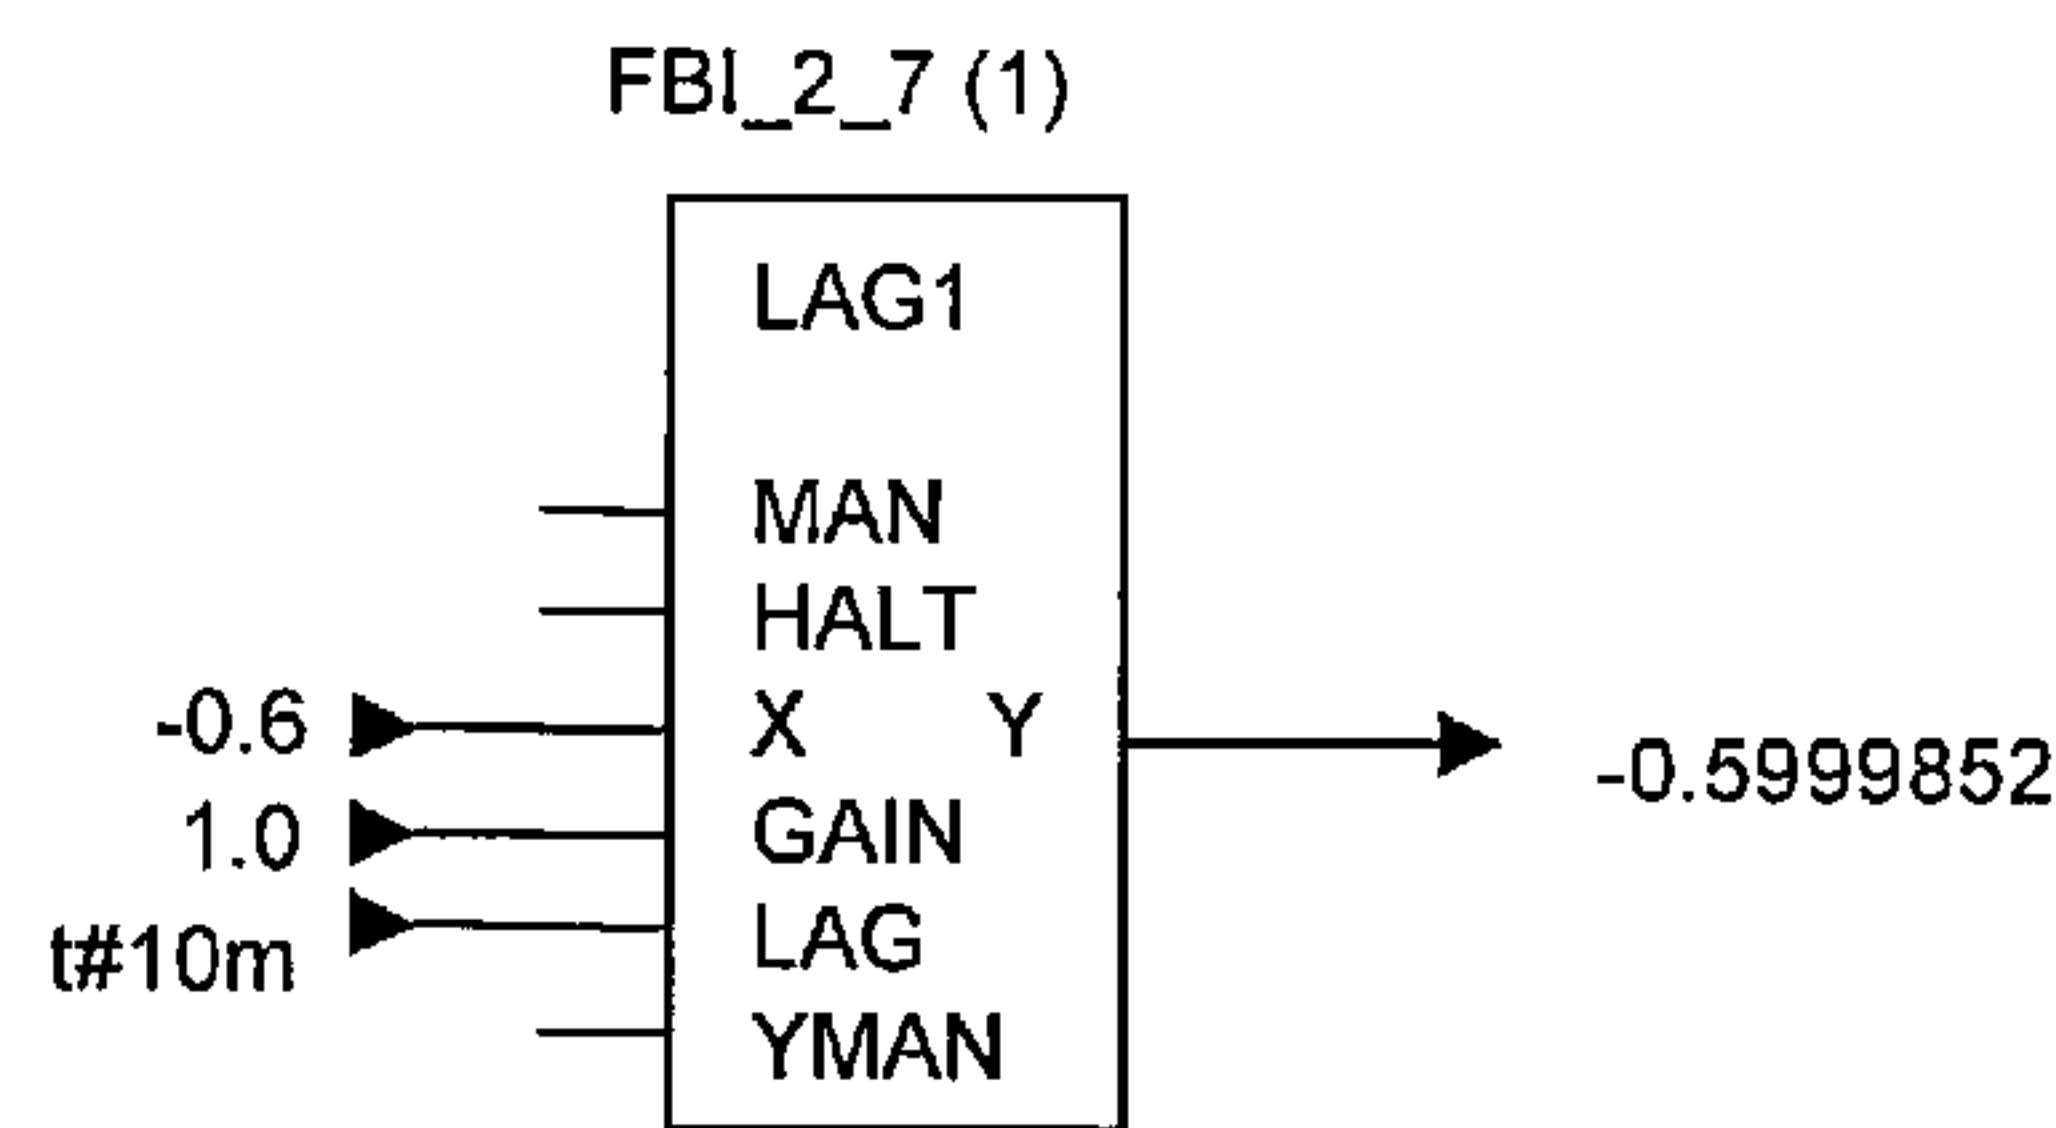 FBI_2_7 (1)
LAG1
MAN
HALT
-0.6 X Y -0.5999852
1.0 GAIN
t#10m LAG
YMAN